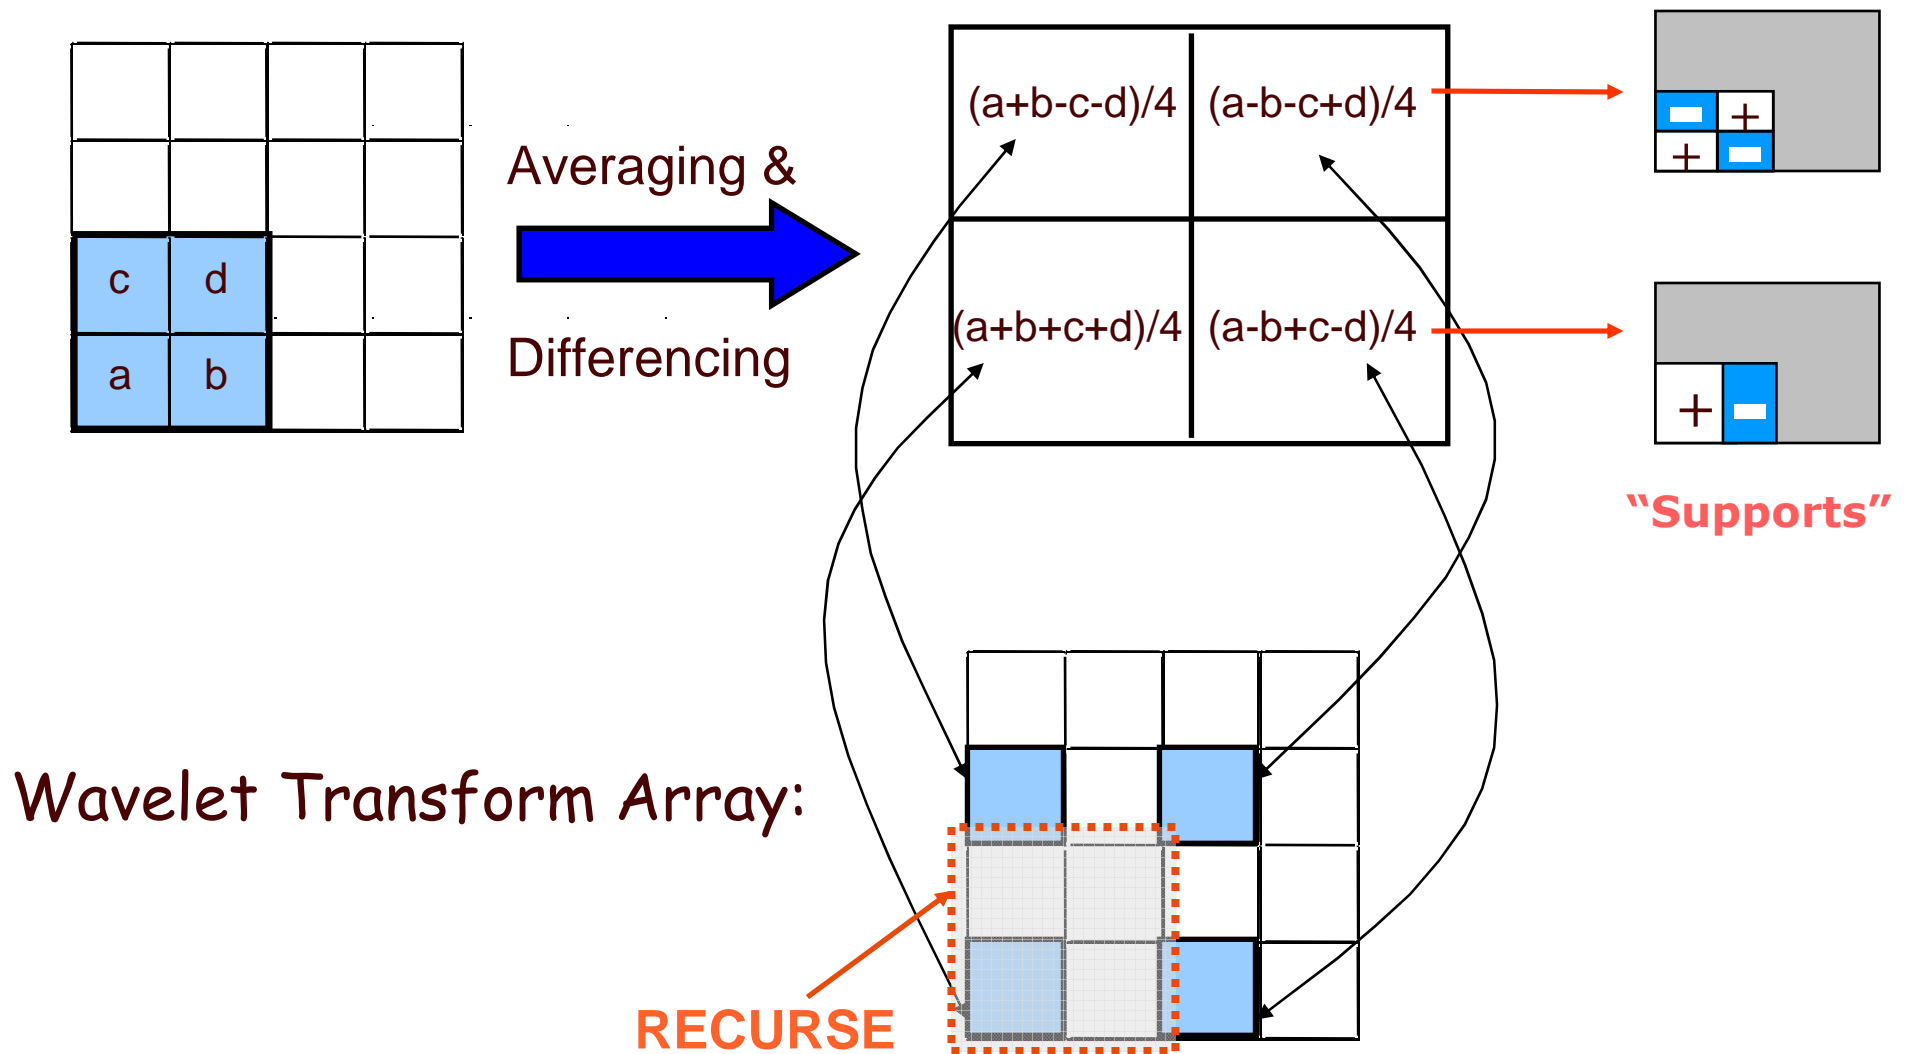 c d
a b
Averaging &
Differencing
(a+b-c-d)/4 (a-b-c+d)/4
(a+b+c+d)/4 (a-b+c-d)/4
- +
+ -
+ -
“Supports”
Wavelet Transform Array:
RECURSE